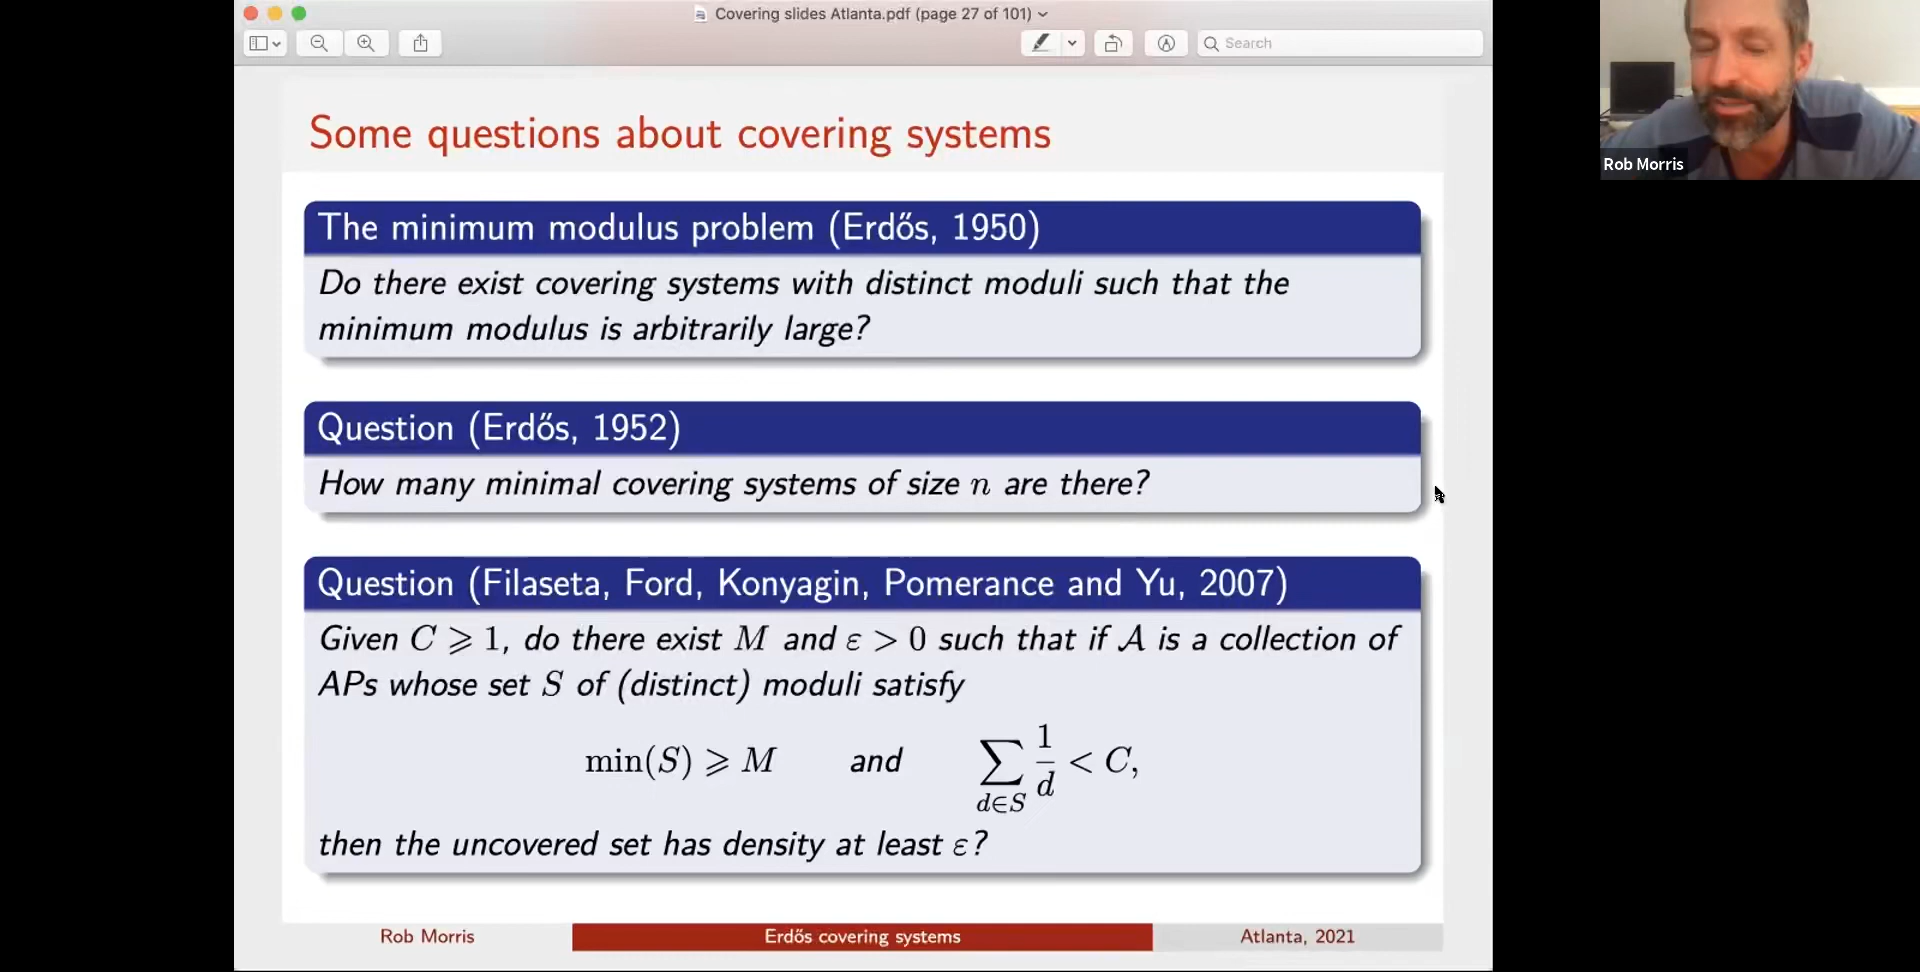 Covering slides Atlanta.pdf (page 27 of 101)
Search
Some questions about covering systems
The minimum modulus problem (Erdős, 1950)
Do there exist covering systems with distinct moduli such that the
minimum modulus is arbitrarily large?
Question (Erdős, 1952)
How many minimal covering systems of size n are there?
Question (Filaseta, Ford, Konyagin, Pomerance and Yu, 2007)
Given C ⩾ 1, do there exist M and ε > 0 such that if 𝒜 is a collection of
APs whose set S of (distinct) moduli satisfy
min(S) ⩾ M and ∑_{d∈S} 1/d < C,
then the uncovered set has density at least ε?
Rob Morris Erdős covering systems Atlanta, 2021
Rob Morris